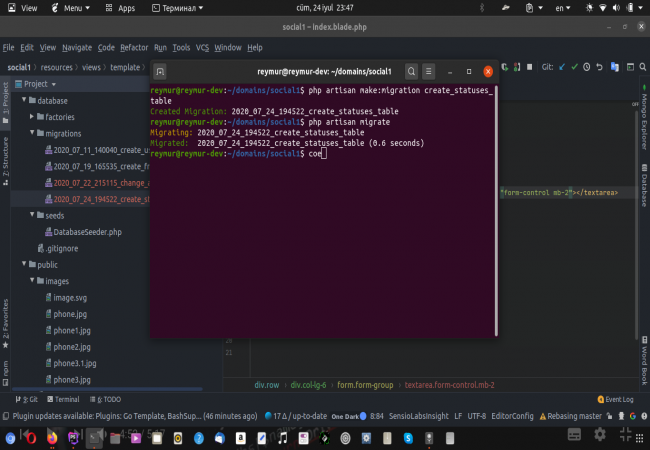 View
Menu
Apps
Терминал
cüm, 24 iyul 23:47
en
social1 – index.blade.php
File Edit View Navigate Code Refactor Run Tools VCS Window Help
social1 resources views template
Git:
Project
database
factories
migrations
2020_07_11_140040_create_u
2020_07_19_165535_create_fr
2020_07_22_215115_change_
2020_07_24_194522_create_st
seeds
DatabaseSeeder.php
.gitignore
public
images
image.svg
phone.jpg
phone1.jpg
phone2.jpg
phone3.1.jpg
phone3.jpg
1: Project
7: Structure
2: Favorites
npm
reymur@reymur-dev: ~/domains/social1
reymur@reymur-dev:~/domains/social1$ php artisan make:migration create_statuses_
table
Created Migration: 2020_07_24_194522_create_statuses_table
reymur@reymur-dev:~/domains/social1$ php artisan migrate
Migrating: 2020_07_24_194522_create_statuses_table
Migrated:  2020_07_24_194522_create_statuses_table (0.6 seconds)
reymur@reymur-dev:~/domains/social1$ com
OFF
"form-control mb-2"></textarea>
Mongo Explorer
Database
Word Book
20
21
div.row div.col-lg-6 form.form-group textarea.form-control.mb-2
9: Git Terminal 6: TODO
Event Log
Plugin updates available: Plugins: Go Template, BashSup... (46 minutes ago)
17 Δ / up-to-date One Dark 8:84 SensioLabsInsight LF UTF-8 EditorConfig Rebasing master